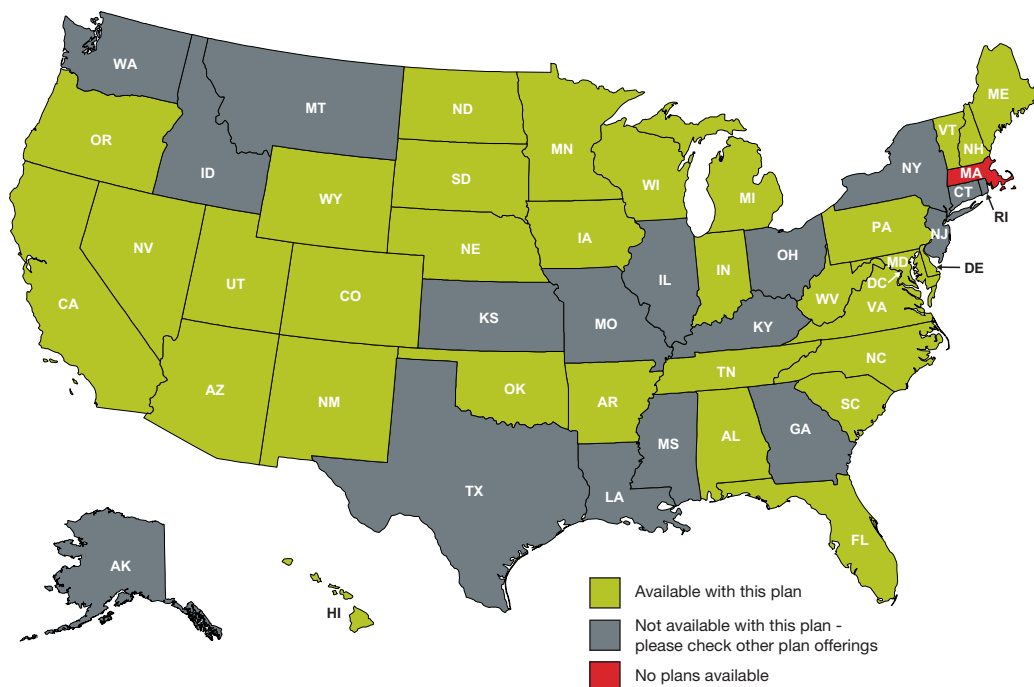 WA
MT
ND
MN
ME
VT
NH
OR
ID
SD
WI
MI
NY
MA
CT
RI
WY
NE
IA
PA
NJ
NV
UT
CO
IL
IN
OH
MD
DE
DC
WV
VA
CA
KS
MO
KY
AZ
NM
OK
AR
TN
NC
SC
MS
AL
GA
TX
LA
FL
AK
HI
Available with this plan
Not available with this plan -
please check other plan offerings
No plans available